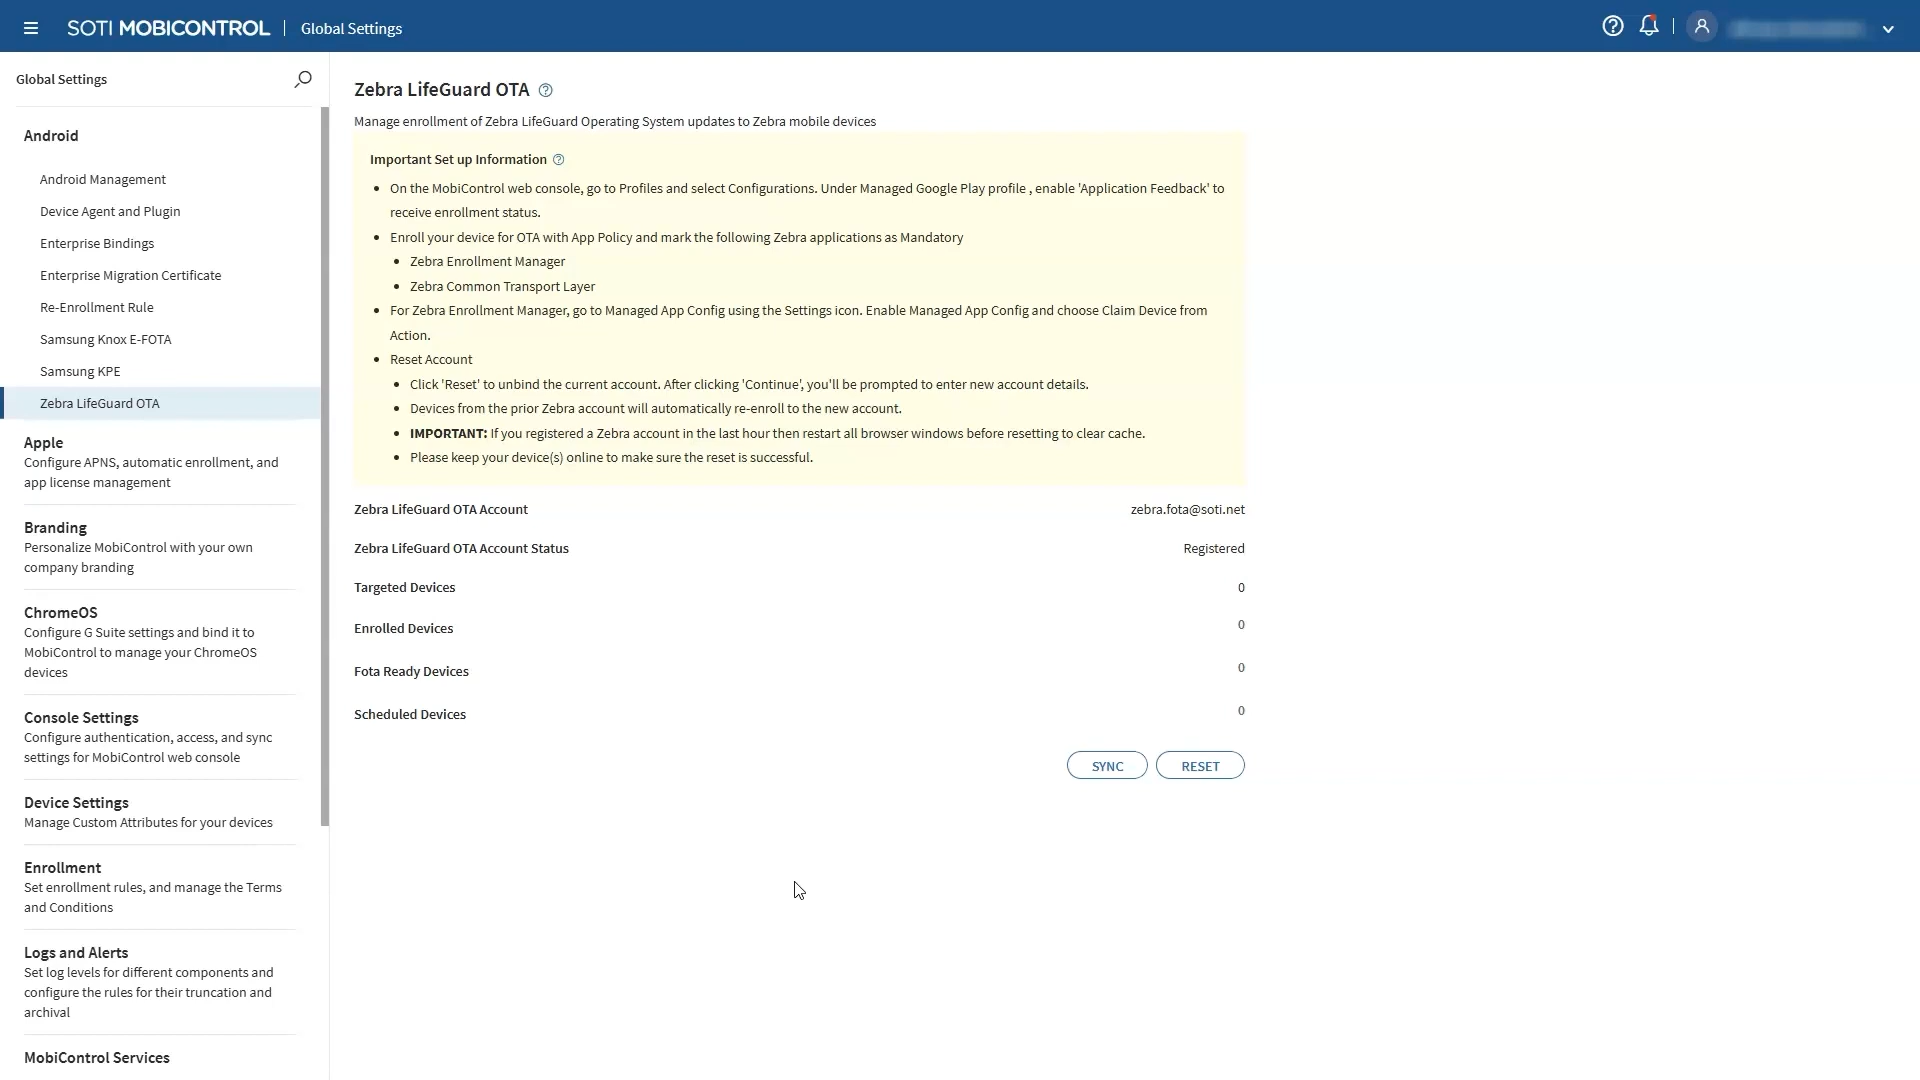 SOTI MOBICONTROL
Global Settings
Global Settings
Android
Android Management
Device Agent and Plugin
Enterprise Bindings
Enterprise Migration Certificate
Re-Enrollment Rule
Samsung Knox E-FOTA
Samsung KPE
Zebra LifeGuard OTA
Apple
Configure APNS, automatic enrollment, and
app license management
Branding
Personalize MobiControl with your own
company branding
ChromeOS
Configure G Suite settings and bind it to
MobiControl to manage your ChromeOS
devices
Console Settings
Configure authentication, access, and sync
settings for MobiControl web console
Device Settings
Manage Custom Attributes for your devices
Enrollment
Set enrollment rules, and manage the Terms
and Conditions
Logs and Alerts
Set log levels for different components and
configure the rules for their truncation and
archival
MobiControl Services
Zebra LifeGuard OTA
Manage enrollment of Zebra LifeGuard Operating System updates to Zebra mobile devices
Important Set up Information
• On the MobiControl web console, go to Profiles and select Configurations. Under Managed Google Play profile , enable 'Application Feedback' to
receive enrollment status.
• Enroll your device for OTA with App Policy and mark the following Zebra applications as Mandatory
• Zebra Enrollment Manager
• Zebra Common Transport Layer
• For Zebra Enrollment Manager, go to Managed App Config using the Settings icon. Enable Managed App Config and choose Claim Device from
Action.
• Reset Account
• Click 'Reset' to unbind the current account. After clicking 'Continue', you'll be prompted to enter new account details.
• Devices from the prior Zebra account will automatically re-enroll to the new account.
• IMPORTANT: If you registered a Zebra account in the last hour then restart all browser windows before resetting to clear cache.
• Please keep your device(s) online to make sure the reset is successful.
Zebra LifeGuard OTA Account zebra.fota@soti.net
Zebra LifeGuard OTA Account Status Registered
Targeted Devices 0
Enrolled Devices 0
Fota Ready Devices 0
Scheduled Devices 0
SYNC RESET